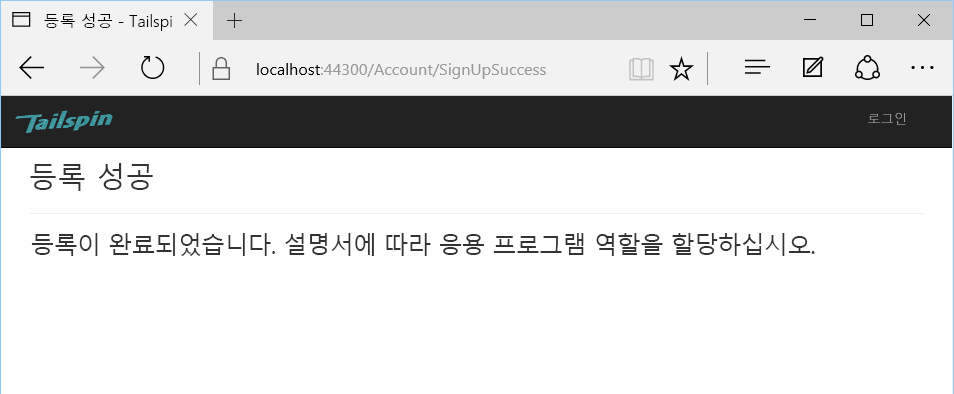 등록 성공 - Tailspi
localhost:44300/Account/SignUpSuccess
Tailspin
로그인
등록 성공
등록이 완료되었습니다. 설명서에 따라 응용 프로그램 역할을 할당하십시오.